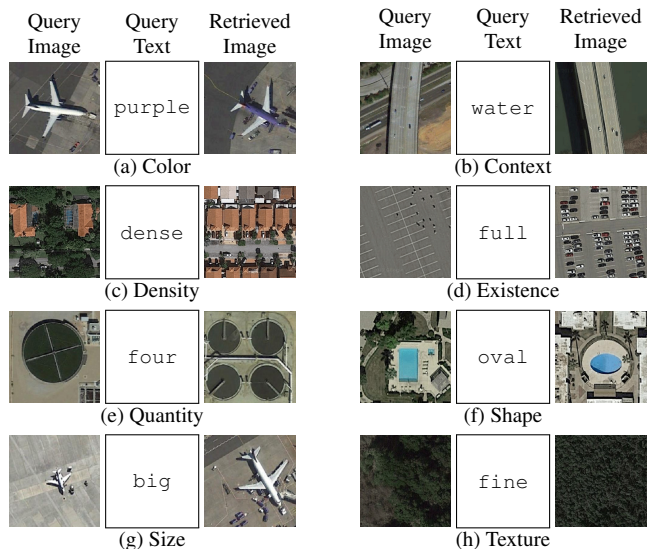 Query Image
Query Text
Retrieved Image
Query Image
Query Text
Retrieved Image
purple
(a) Color
water
(b) Context
dense
(c) Density
full
(d) Existence
four
(e) Quantity
oval
(f) Shape
big
(g) Size
fine
(h) Texture